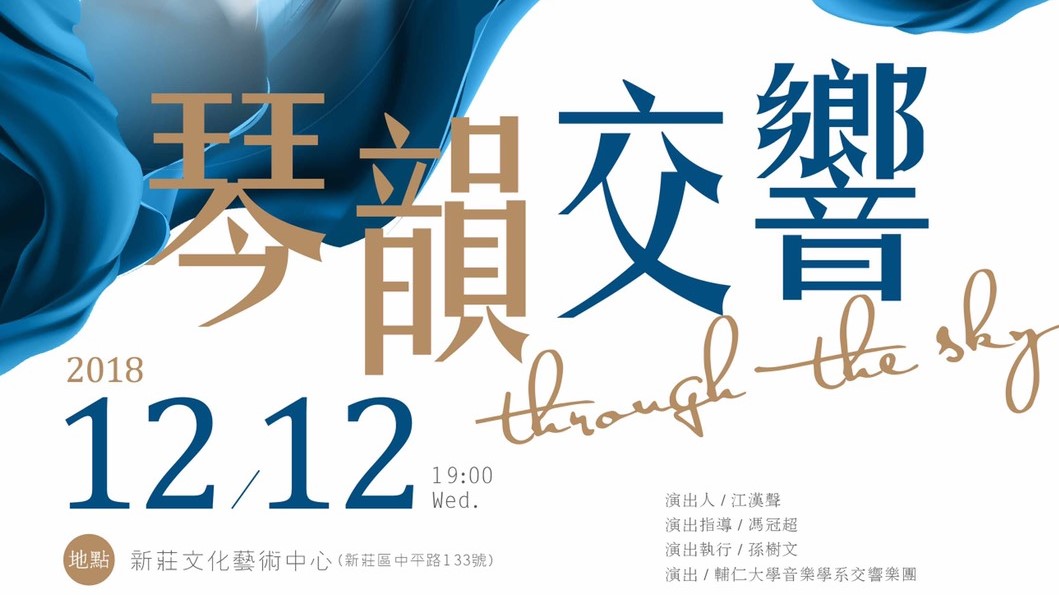 琴韻交響
through the sky
2018
12/12
19:00
Wed.
地點 新莊文化藝術中心(新莊區中平路133號)
演出人 / 江漢聲
演出指導 / 馮冠超
演出執行 / 孫樹文
演出 / 輔仁大學音樂學系交響樂團